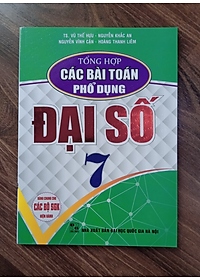 TS. VŨ THẾ HỰU - NGUYỄN KHẮC AN
NGUYỄN VĨNH CẬN - HOÀNG THANH LIÊM
TỔNG HỢP
CÁC BÀI TOÁN
PHỔ DỤNG
ĐẠI SỐ
7
DÙNG CHUNG CHO
CÁC BỘ SGK
HIỆN HÀNH
NHÀ XUẤT BẢN ĐẠI HỌC QUỐC GIA HÀ NỘI